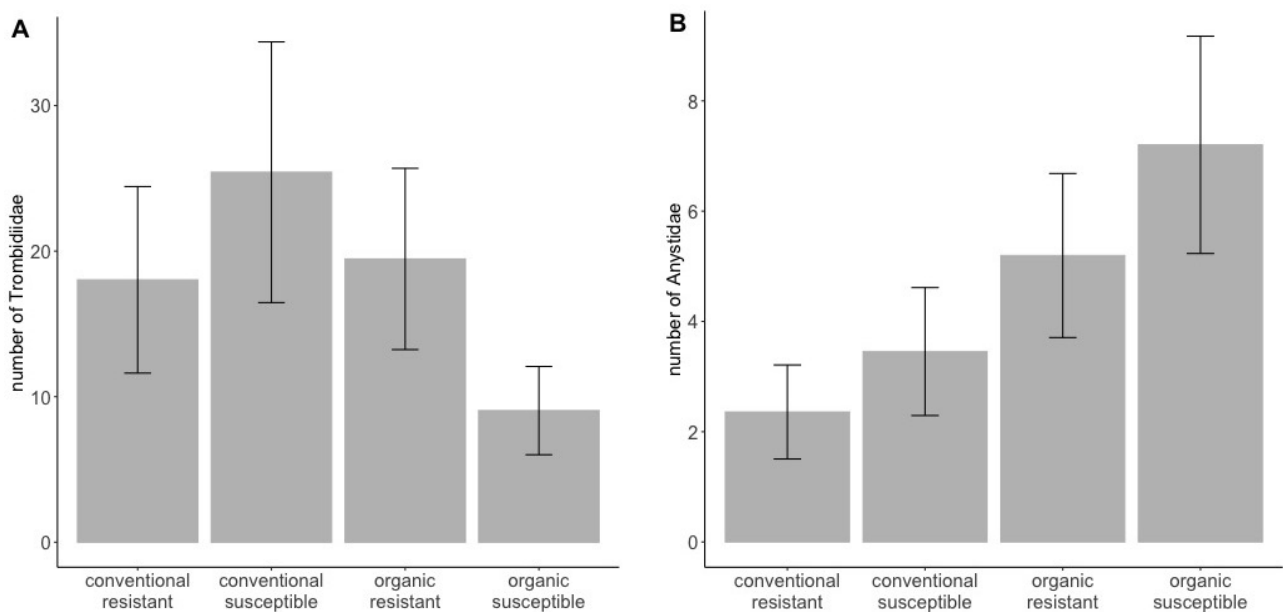 A
number of Trombidiidae
30
20
10
0
conventional
resistant
conventional
susceptible
organic
resistant
organic
susceptible
B
number of Anystidae
8
6
4
2
0
conventional
resistant
conventional
susceptible
organic
resistant
organic
susceptible